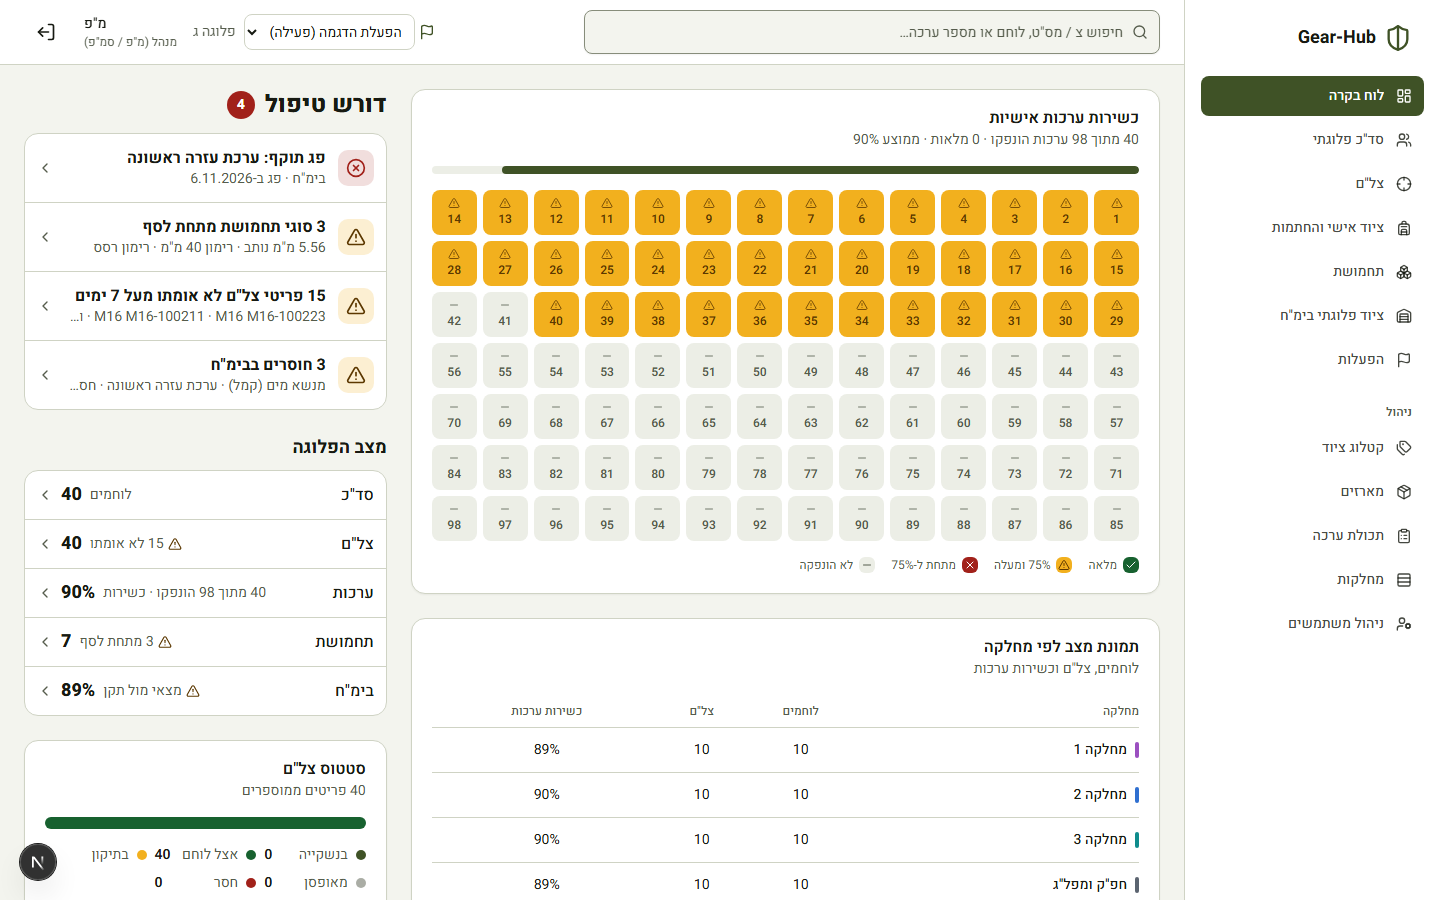 Gear-Hub
לוח בקרה
סד"כ פלוגתי
צל"ם
ציוד אישי והחתמות
תחמושת
ציוד פלוגתי בימ"ח
הפעלות
ניהול
קטלוג ציוד
מארזים
תכולת ערכה
מחלקות
ניהול משתמשים
חיפוש צ / מס"ט, לוחם או מספר ערכה...
הפעלת הדגמה (פעילה)
פלוגה ג
מ"פ
מנהל (מ"פ / סמ"פ)
כשירות ערכות אישיות
40 מתוך 98 ערכות הונפקו · 0 מלאות · ממוצע 90%
1 2 3 4 5 6 7 8 9 10 11 12 13 14
15 16 17 18 19 20 21 22 23 24 25 26 27 28
29 30 31 32 33 34 35 36 37 38 39 40 41 42
43 44 45 46 47 48 49 50 51 52 53 54 55 56
57 58 59 60 61 62 63 64 65 66 67 68 69 70
71 72 73 74 75 76 77 78 79 80 81 82 83 84
85 86 87 88 89 90 91 92 93 94 95 96 97 98
מלאה 75% ומעלה מתחת ל-75% לא הונפקה
תמונת מצב לפי מחלקה
לוחמים, צל"ם וכשירות ערכות
מחלקה לוחמים צל"ם כשירות ערכות
מחלקה 1 10 10 89%
מחלקה 2 10 10 90%
מחלקה 3 10 10 90%
חפ"ק ומפל"ג 10 10 89%
דורש טיפול 4
פג תוקף: ערכת עזרה ראשונה
בימ"ח · פג ב-6.11.2026
3 סוגי תחמושת מתחת לסף
5.56 מ"מ נותב · רימון 40 מ"מ · רימון רסס
15 פריטי צל"ם לא אומתו מעל 7 ימים
M16 M16-100223 · M16 M16-100211 · ו...
3 חוסרים בבימ"ח
מנשא מים (קמל) · ערכת עזרה ראשונה · חס...
מצב הפלוגה
סד"כ לוחמים 40
צל"ם 15 לא אומתו 40
ערכות 40 מתוך 98 הונפקו · כשירות 90%
תחמושת 3 מתחת לסף 7
בימ"ח מצאי מול תקן 89%
סטטוס צל"ם
40 פריטים ממוספרים
בנשקייה 0 אצל לוחם 40 בתיקון
מאופסן 0 חסר 0
N